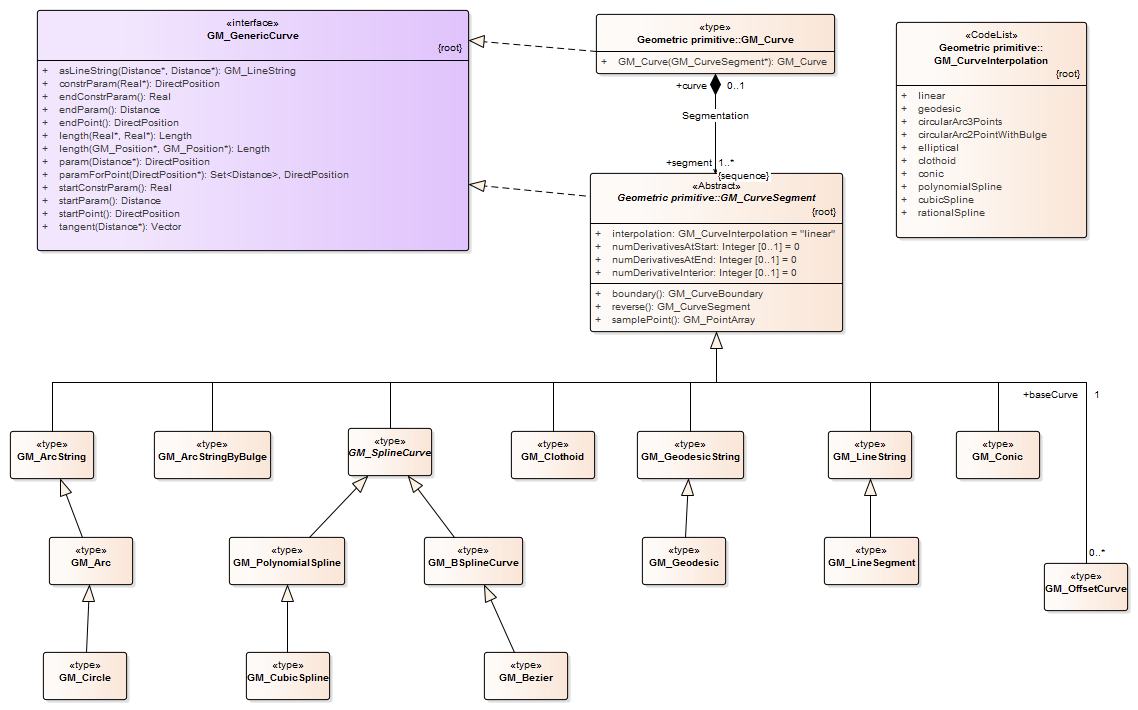 «interface»
GM_GenericCurve
{root}
+ asLineString(Distance*, Distance*): GM_LineString
+ constrParam(Real*): DirectPosition
+ endConstrParam(): Real
+ endParam(): Distance
+ endPoint(): DirectPosition
+ length(Real*, Real*): Length
+ length(GM_Position*, GM_Position*): Length
+ param(Distance*): DirectPosition
+ paramForPoint(DirectPosition*): Set<Distance>, DirectPosition
+ startConstrParam(): Real
+ startParam(): Distance
+ startPoint(): DirectPosition
+ tangent(Distance*): Vector
«type»
Geometric primitive::GM_Curve
+ GM_Curve(GM_CurveSegment*): GM_Curve
+curve 0..1
Segmentation
+segment 1..*
{sequence}
«Abstract»
Geometric primitive::GM_CurveSegment
{root}
+ interpolation: GM_CurveInterpolation = "linear"
+ numDerivativesAtStart: Integer [0..1] = 0
+ numDerivativesAtEnd: Integer [0..1] = 0
+ numDerivativeInterior: Integer [0..1] = 0
+ boundary(): GM_CurveBoundary
+ reverse(): GM_CurveSegment
+ samplePoint(): GM_PointArray
«CodeList»
Geometric primitive::
GM_CurveInterpolation
{root}
+ linear
+ geodesic
+ circularArc3Points
+ circularArc2PointWithBulge
+ elliptical
+ clothoid
+ conic
+ polynomialSpline
+ cubicSpline
+ rationalSpline
+baseCurve 1
«type»
GM_ArcString
«type»
GM_ArcStringByBulge
«type»
GM_SplineCurve
«type»
GM_Clothoid
«type»
GM_GeodesicString
«type»
GM_LineString
«type»
GM_Conic
«type»
GM_Arc
«type»
GM_PolynomialSpline
«type»
GM_BSplineCurve
«type»
GM_Geodesic
«type»
GM_LineSegment
0..*
«type»
GM_OffsetCurve
«type»
GM_Circle
«type»
GM_CubicSpline
«type»
GM_Bezier